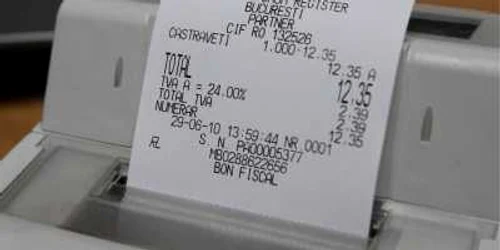 REGISTER
BUCURESTI
PARTNER
CIF RO 132526
1.000·12.35
CASTRAVETI 12.35 A
TOTAL 12.35
TVA A = 24.00% 2.39
TOTAL TVA 2.39
NUMERAR 12.35
29-06-10 13:59:44 NR.0001
S. N. PA00005377
MB0288622656
BON FISCAL